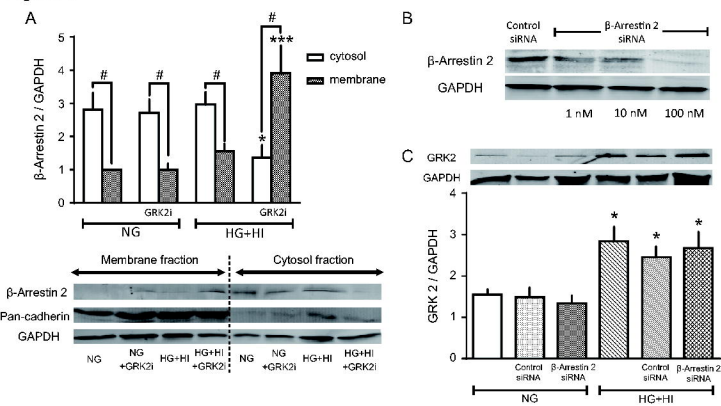 A
β-Arrestin 2 / GAPDH
5
4
3
2
1
0
#
#
#
#
***
*
cytosol
membrane
GRK2i
GRK2i
NG
HG+HI
Membrane fraction
Cytosol fraction
β-Arrestin 2
Pan-cadherin
GAPDH
NG
NG
+GRK2i
HG+HI
HG+HI
+GRK2i
NG
NG
+GRK2i
HG+HI
HG+HI
+GRK2i
B
Control
siRNA
β-Arrestin 2
siRNA
β-Arrestin 2
GAPDH
1 nM
10 nM
100 nM
C
GRK2
GAPDH
GRK 2 / GAPDH
4
3
2
1
0
*
*
*
Control
siRNA
β-Arrestin 2
siRNA
Control
siRNA
β-Arrestin 2
siRNA
NG
HG+HI